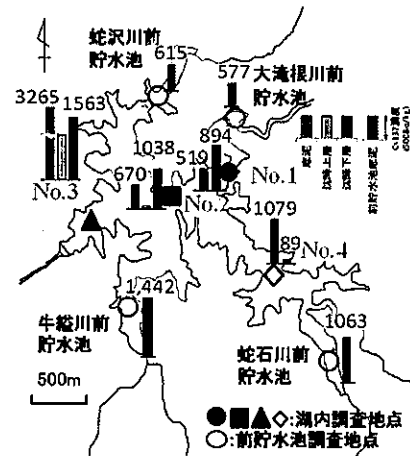 蛇沢川前
貯水池
615
577
大滝根川前
貯水池
3265
1563
1038
894
519
670
No.3
No.2
No.1
1079
89
No.4
1,442
牛縊川前
貯水池
蛇石川前
貯水池
1063
500m
●■▲◇:湖内調査地点
○:前貯水池調査地点